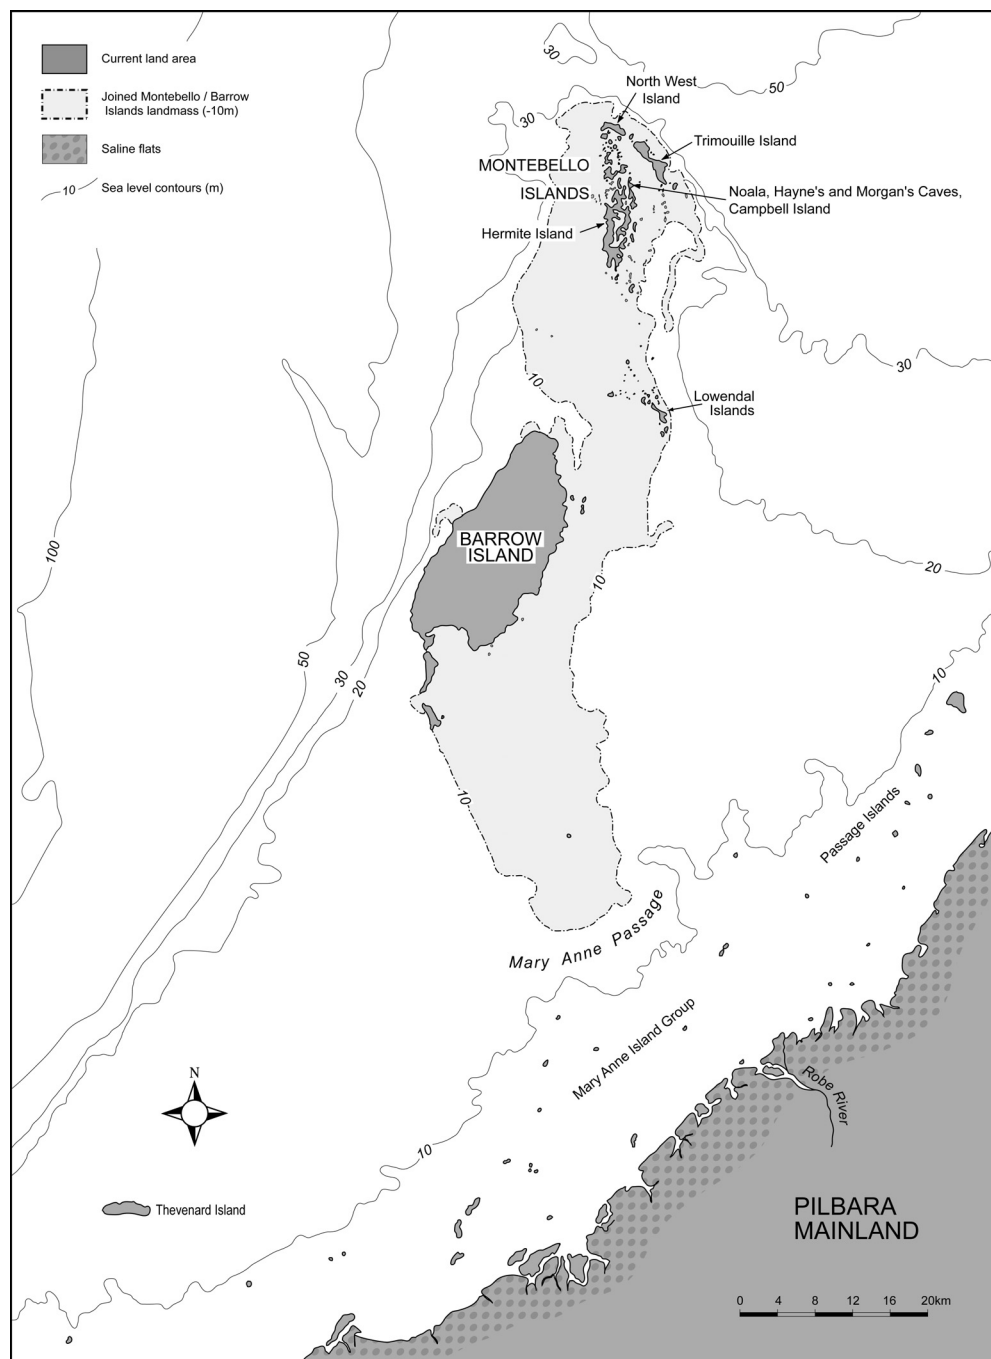 Current land area
Joined Montebello / Barrow
Islands landmass (-10m)
Saline flats
10
Sea level contours (m)
30
50
30
North West
Island
Trimouille Island
MONTEBELLO
ISLANDS
Noala, Hayne's and Morgan's Caves,
Campbell Island
Hermite Island
30
10
Lowendal
Islands
BARROW
ISLAND
100
20
10
50
30
20
10
10
Passage Islands
Mary Anne Passage
Mary Anne Island Group
N
Robe River
10
Thevenard Island
PILBARA
MAINLAND
0 4 8 12 16 20km